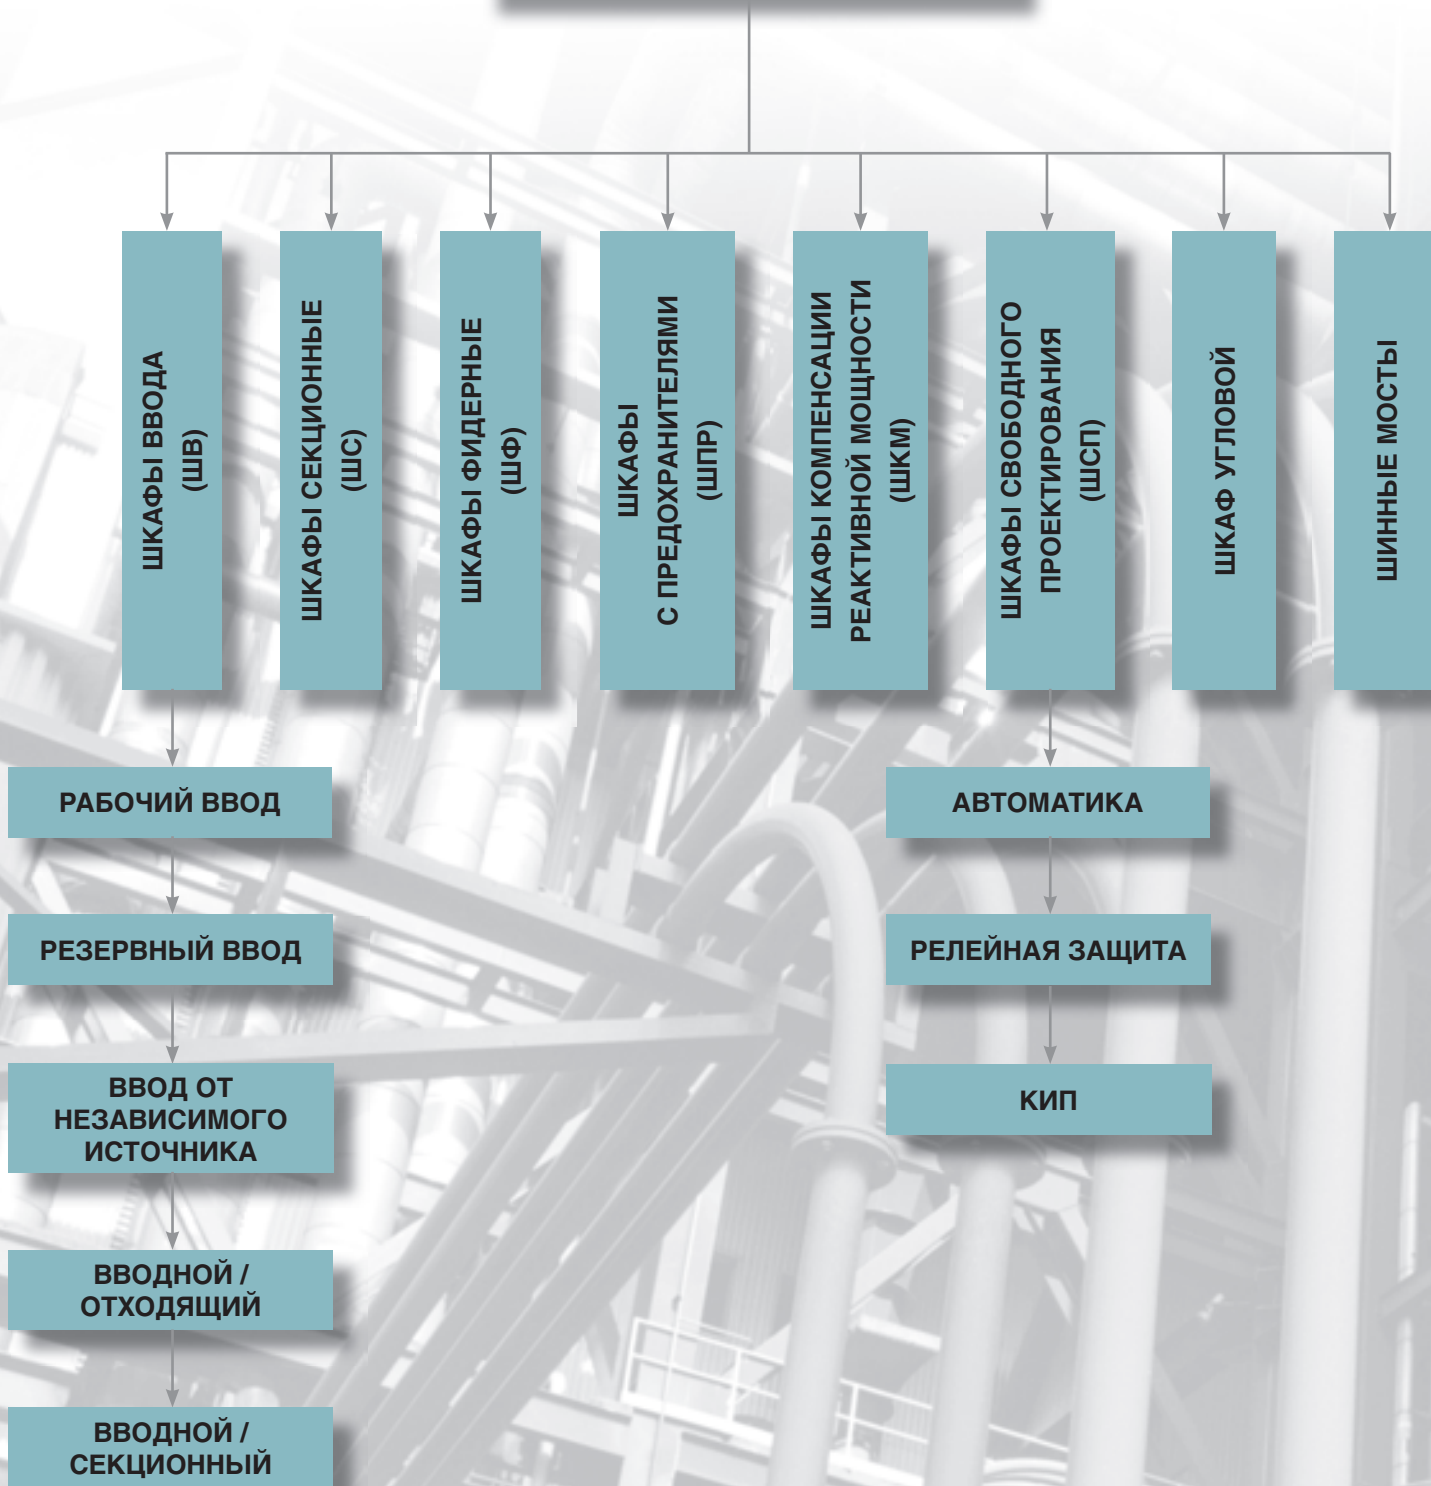 ШКАФЫ ВВОДА
(ШВ)
ШКАФЫ СЕКЦИОННЫЕ
(ШС)
ШКАФЫ ФИДЕРНЫЕ
(ШФ)
ШКАФЫ
С ПРЕДОХРАНИТЕЛЯМИ
(ШПР)
ШКАФЫ КОМПЕНСАЦИИ
РЕАКТИВНОЙ МОЩНОСТИ
(ШКМ)
ШКАФЫ СВОБОДНОГО
ПРОЕКТИРОВАНИЯ
(ШСП)
ШКАФ УГЛОВОЙ
ШИННЫЕ МОСТЫ
РАБОЧИЙ ВВОД
РЕЗЕРВНЫЙ ВВОД
ВВОД ОТ
НЕЗАВИСИМОГО
ИСТОЧНИКА
ВВОДНОЙ /
ОТХОДЯЩИЙ
ВВОДНОЙ /
СЕКЦИОННЫЙ
АВТОМАТИКА
РЕЛЕЙНАЯ ЗАЩИТА
КИП